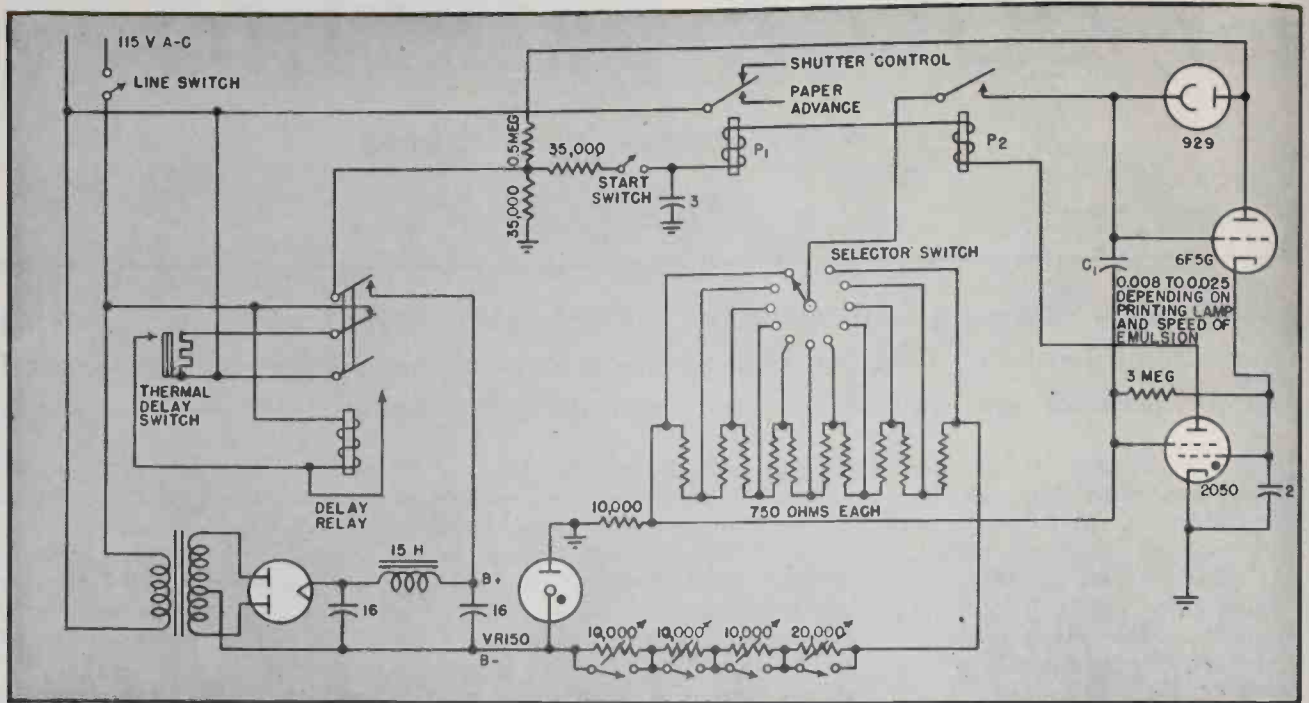 115 V A-C
LINE SWITCH
SHUTTER CONTROL
PAPER
ADVANCE
0.5MEG
35,000
START
SWITCH
35,000
3
P1
P2
929
6F5G
SELECTOR SWITCH
C1
0.008 TO 0.025
DEPENDING ON
PRINTING LAMP
AND SPEED OF
EMULSION
3 MEG
THERMAL
DELAY
SWITCH
DELAY
RELAY
2050
2
10,000
750 OHMS EACH
15 H
B+
16
16
VR150
B-
10,000
10,000
10,000
20,000